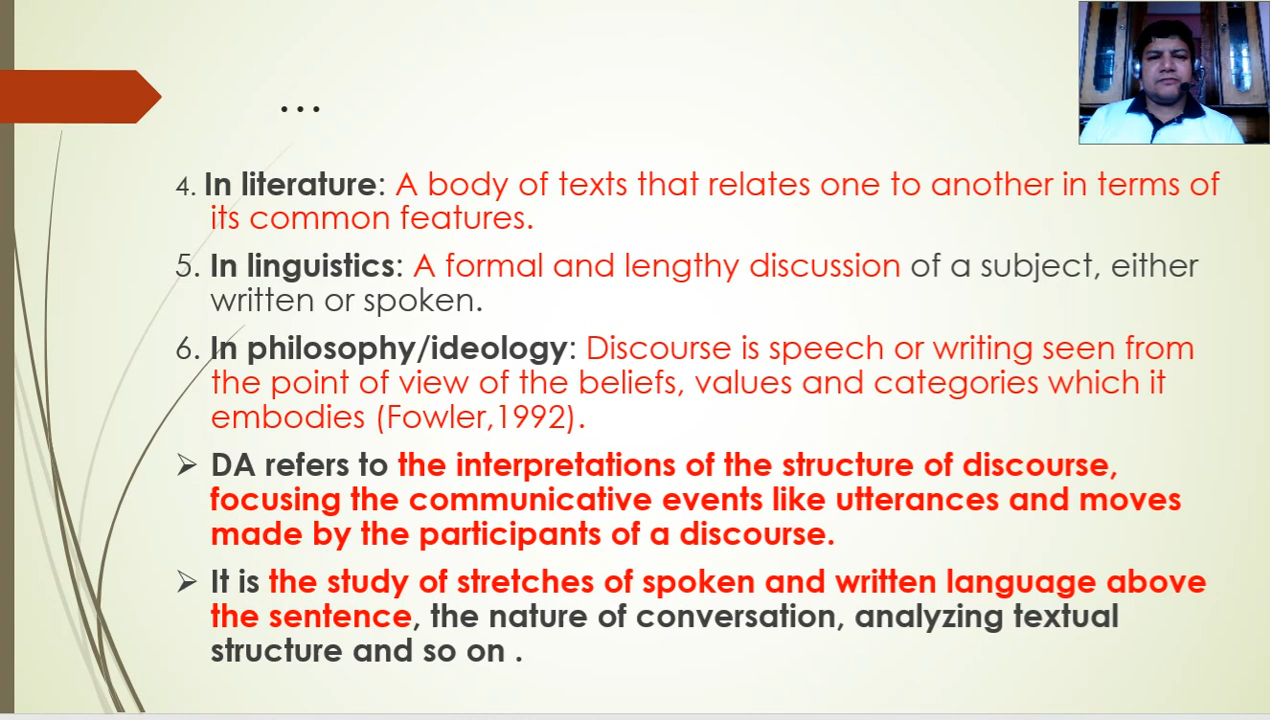 ...
4. In literature: A body of texts that relates one to another in terms of
its common features.
5. In linguistics: A formal and lengthy discussion of a subject, either
written or spoken.
6. In philosophy/ideology: Discourse is speech or writing seen from
the point of view of the beliefs, values and categories which it
embodies (Fowler,1992).
➢ DA refers to the interpretations of the structure of discourse,
focusing the communicative events like utterances and moves
made by the participants of a discourse.
➢ It is the study of stretches of spoken and written language above
the sentence, the nature of conversation, analyzing textual
structure and so on .